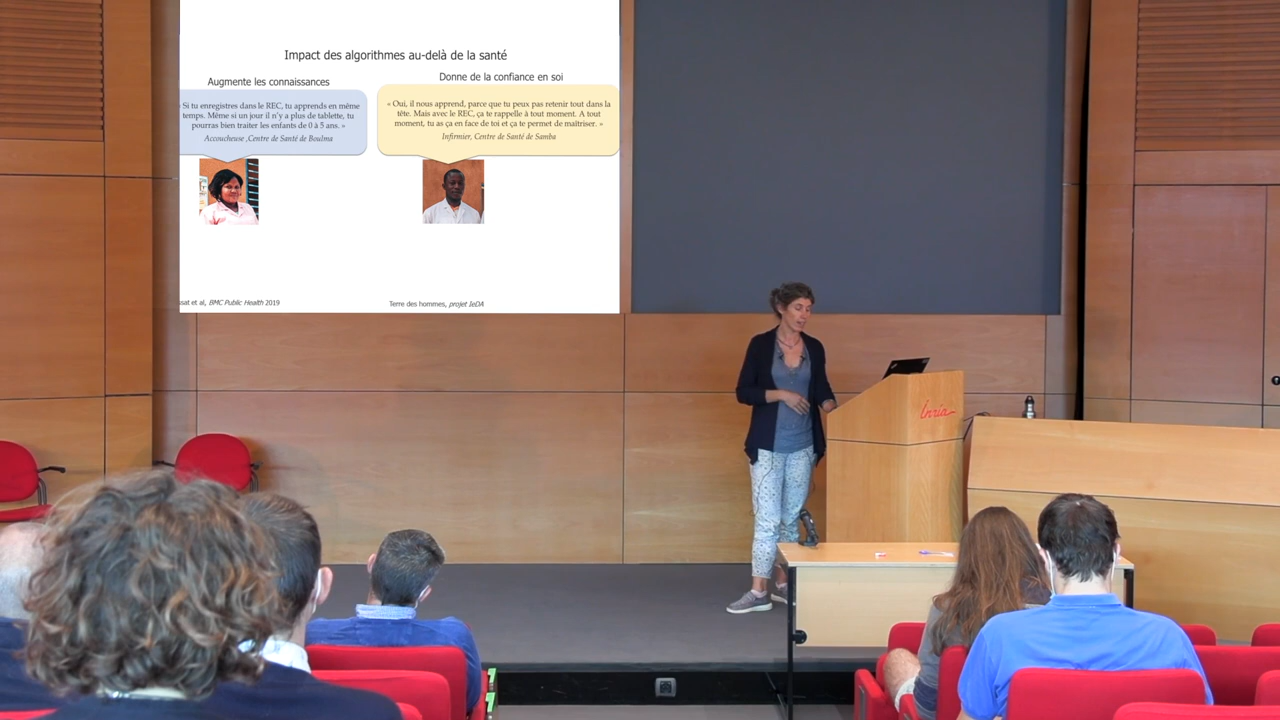 Impact des algorithmes au-delà de la santé
Augmente les connaissances
Si tu enregistres dans le REC, tu apprends en même
temps. Même si un jour il n'y a plus de tablette, tu
pourras bien traiter les enfants de 0 à 5 ans. »
Accoucheuse ,Centre de Santé de Boulma
Donne de la confiance en soi
« Oui, il nous apprend, parce que tu peux pas retenir tout dans la
tête. Mais avec le REC, ça te rappelle à tout moment. A tout
moment, tu as ça en face de toi et ça te permet de maîtriser. »
Infirmier, Centre de Santé de Samba
et al, BMC Public Health 2019
Terre des hommes, projet IeDA
Inria